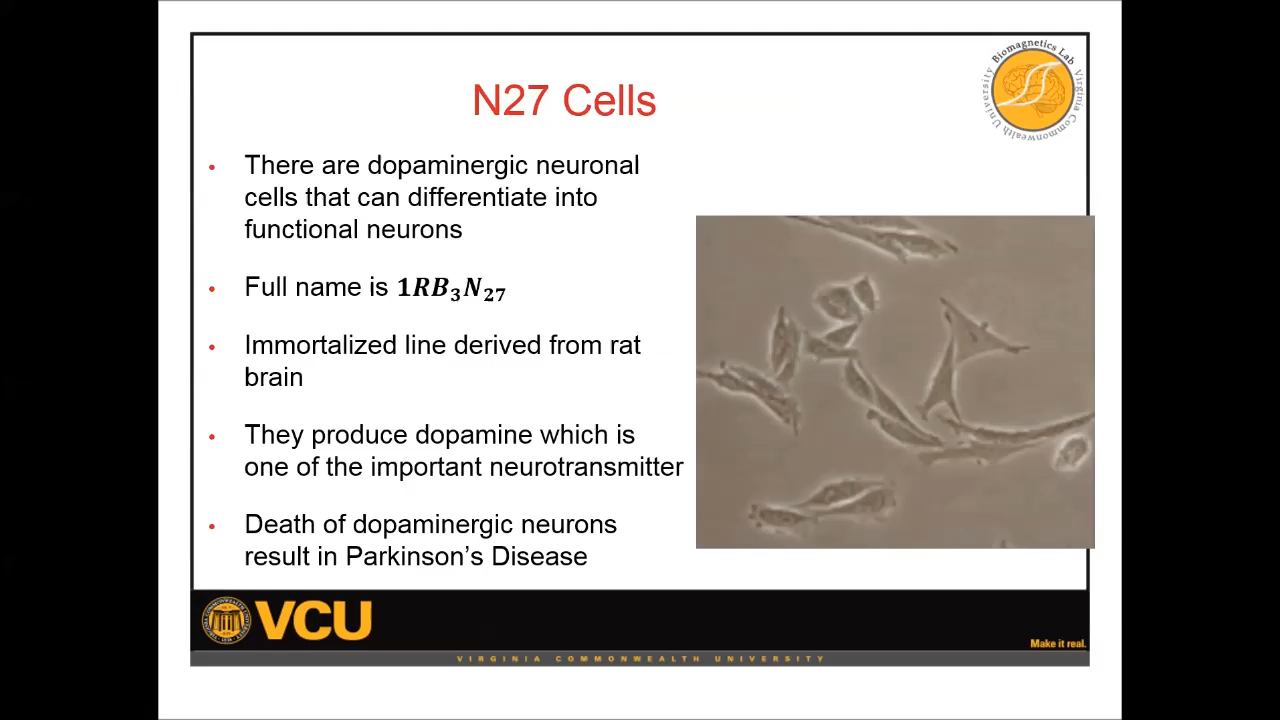 N27 Cells
Biomagnetics Lab
Virginia Commonwealth University
• There are dopaminergic neuronal
cells that can differentiate into
functional neurons
• Full name is 1RB₃N₂₇
• Immortalized line derived from rat
brain
• They produce dopamine which is
one of the important neurotransmitter
• Death of dopaminergic neurons
result in Parkinson’s Disease
VCU
Make it real.
VIRGINIA COMMONWEALTH UNIVERSITY